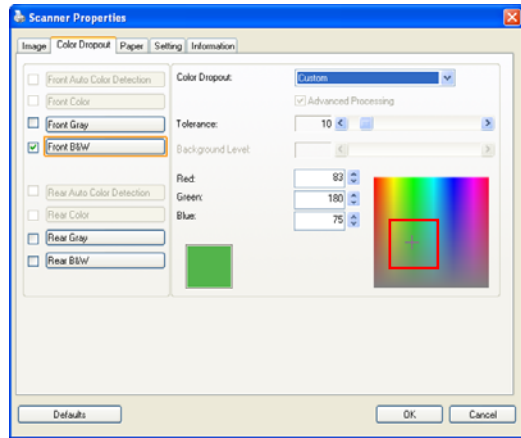 Scanner Properties
Image Color Dropout Paper Setting Information
Front Auto Color Detection
Front Color
Front Gray
Front B&W
Rear Auto Color Detection
Rear Color
Rear Gray
Rear B&W
Color Dropout: Custom
Advanced Processing
Tolerance: 10
Background Level:
Red: 83
Green: 180
Blue: 75
Defaults OK Cancel